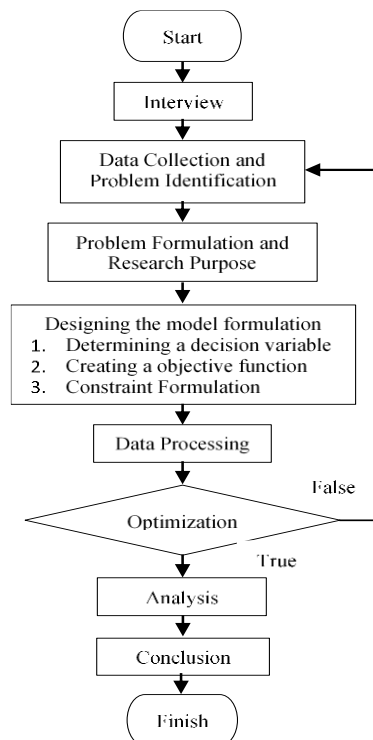 Start
Interview
Data Collection and
Problem Identification
Problem Formulation and
Research Purpose
Designing the model formulation
1. Determining a decision variable
2. Creating a objective function
3. Constraint Formulation
Data Processing
False
Optimization
True
Analysis
Conclusion
Finish